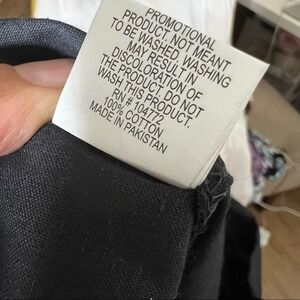 PROMOTIONAL
PRODUCT. NOT MEANT
TO BE WASHED. WASHING
MAY RESULT IN
DISCOLORATION OF
THE PRODUCT. DO NOT
WASH THIS PRODUCT.
RN# 71472
100% COTTON
MADE IN PAKISTAN